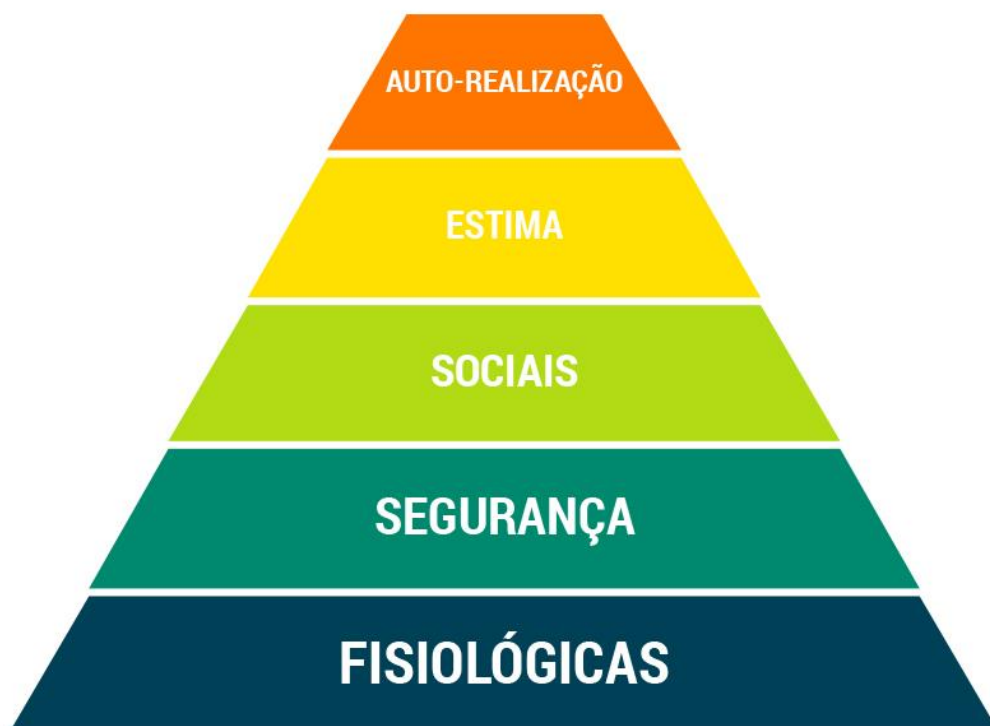 AUTO-REALIZAÇÃO
ESTIMA
SOCIAIS
SEGURANÇA
FISIOLÓGICAS